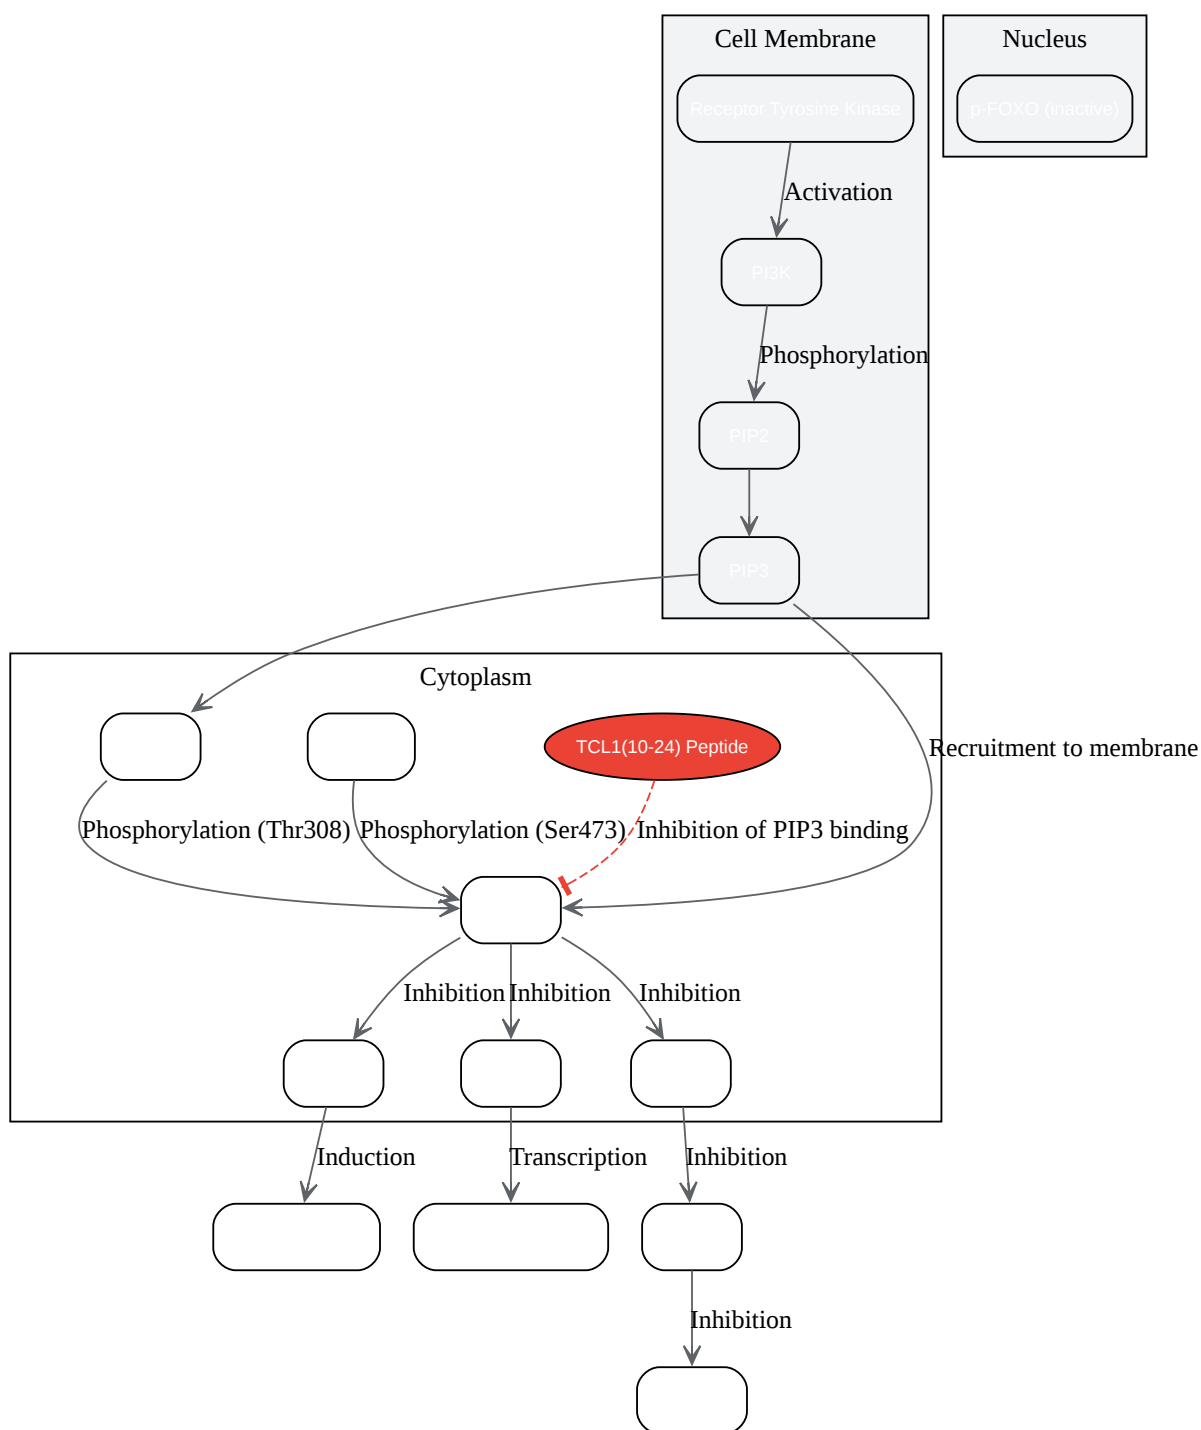 Cell Membrane
Nucleus
Receptor Tyrosine Kinase
p-FOXO (inactive)
Activation
PI3K
Phosphorylation
PIP2
PIP3
Cytoplasm
TCL1(10-24) Peptide
Recruitment to membrane
Phosphorylation (Thr308)
Phosphorylation (Ser473)
Inhibition of PIP3 binding
Inhibition
Inhibition
Inhibition
Induction
Transcription
Inhibition
Inhibition